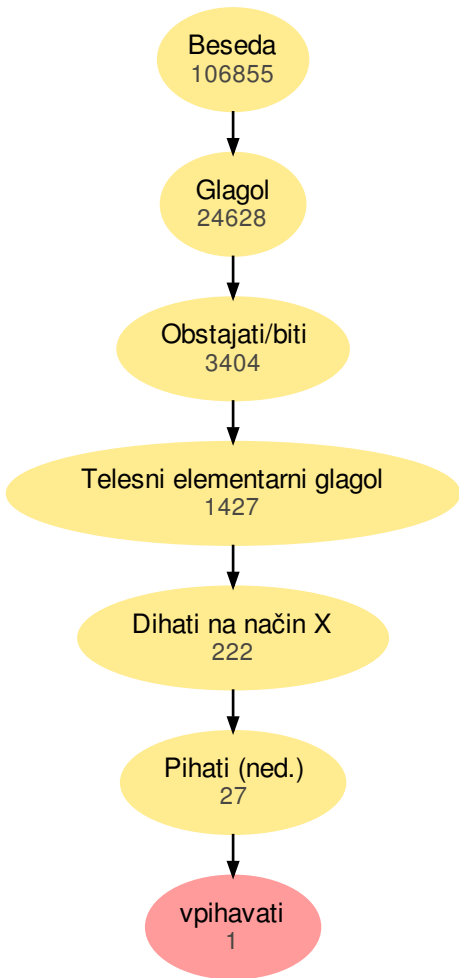 Beseda
106855
Glagol
24628
Obstajati/biti
3404
Telesni elementarni glagol
1427
Dihati na način X
222
Pihati (ned.)
27
vpihavati
1